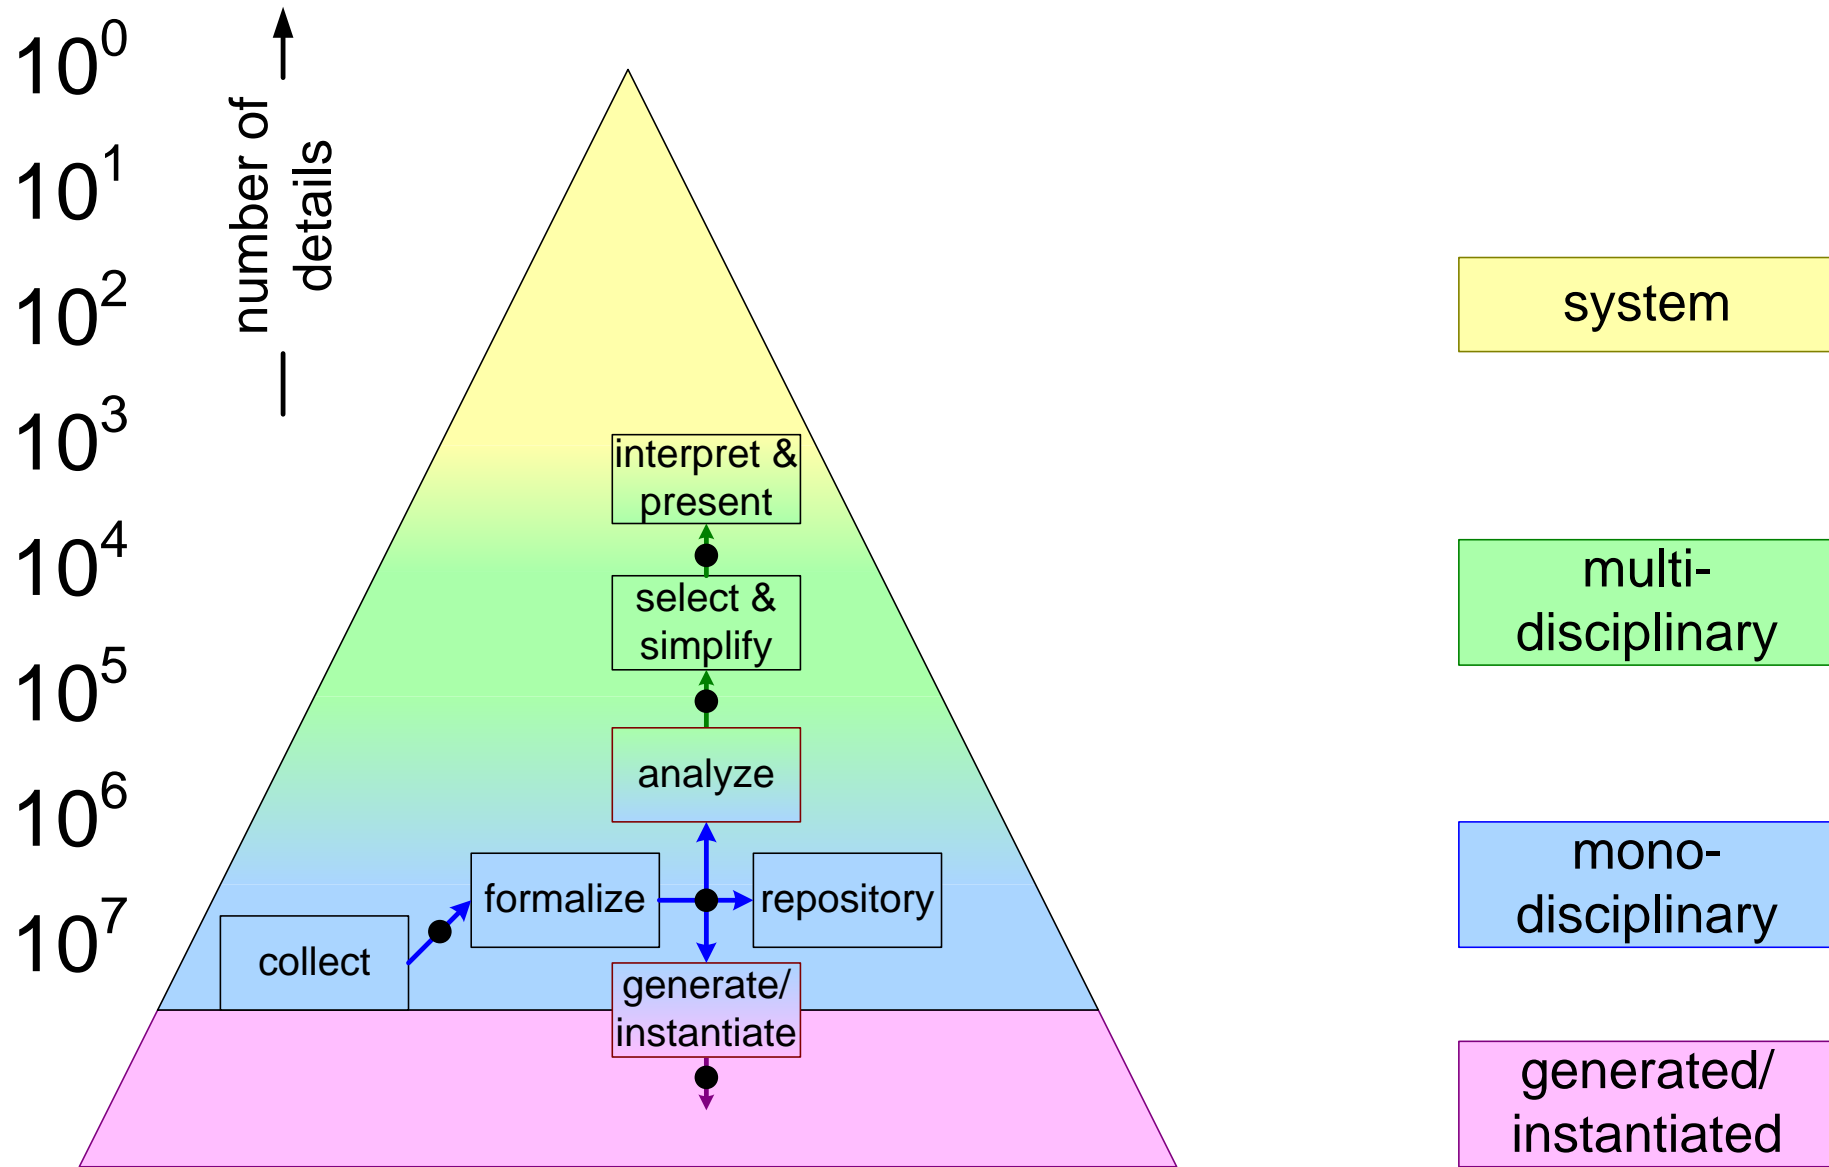 10^0
10^1
10^2
10^3
10^4
10^5
10^6
10^7
number of
details
interpret &
present
select &
simplify
analyze
formalize
repository
collect
generate/
instantiate
system
multi-
disciplinary
mono-
disciplinary
generated/
instantiated